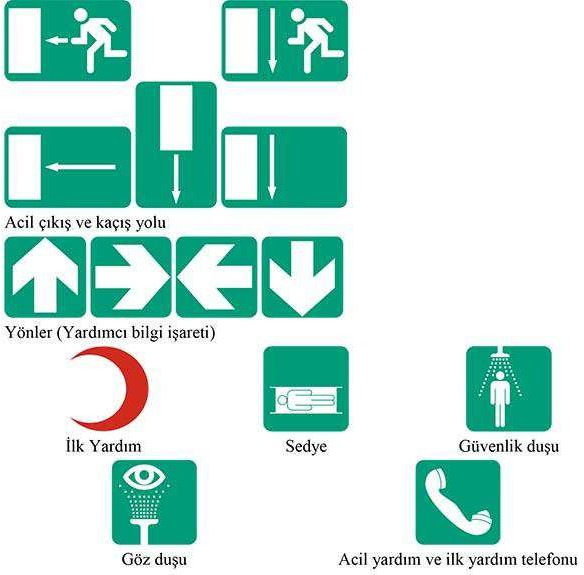 Acil çıkış ve kaçış yolu
Yönler (Yardımcı bilgi işareti)
İlk Yardım
Sedye
Güvenlik duşu
Göz duşu
Acil yardım ve ilk yardım telefonu